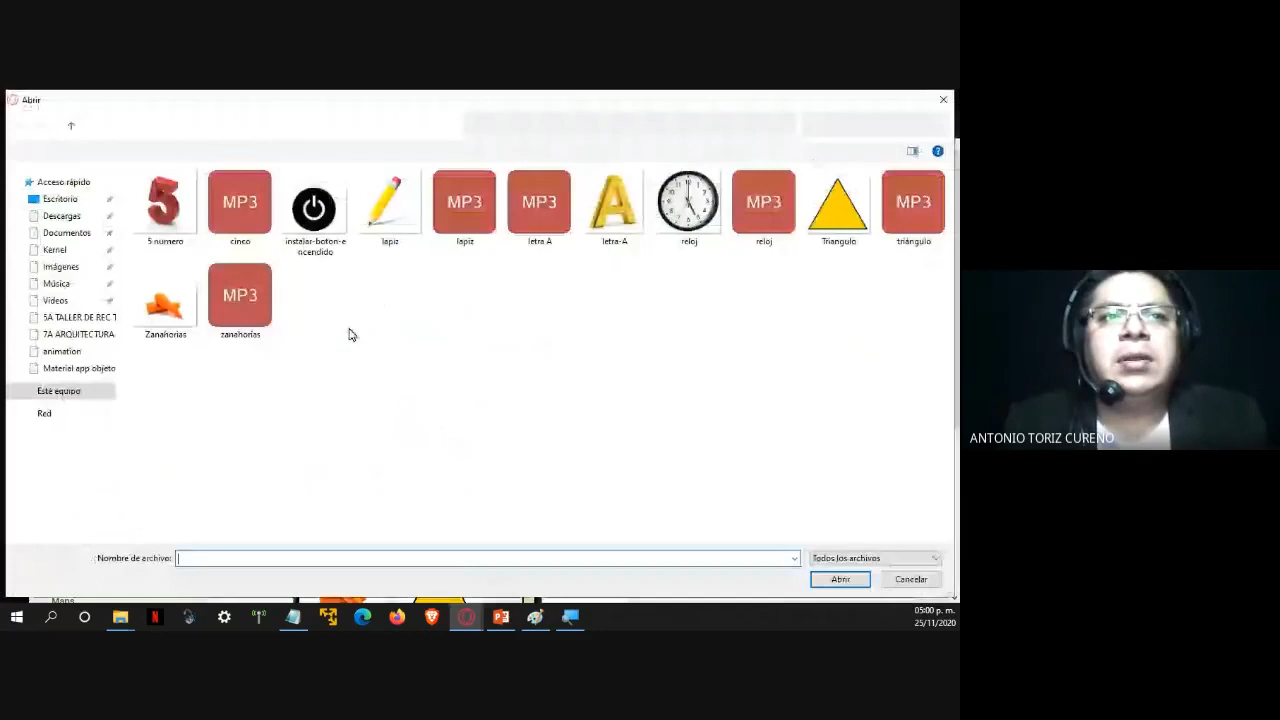 Abrir
Acceso rápido
Escritorio
Descargas
Documentos
Kernel
Imágenes
Música
Vídeos
5A TALLER DE REC T
7A ARQUITECTURA
animation
Material app objeto
Este equipo
Red
5 numero
MP3
cinco
instalar-boton-e
ncendido
lapiz
MP3
lapiz
MP3
letra A
letra-A
reloj
MP3
reloj
Triangulo
MP3
triángulo
Zanahorias
MP3
zanahorias
Nombre de archivo:
Todos los archivos
Abrir
Cancelar
05:00 p. m.
25/11/2020
ANTONIO TORIZ CUREÑO